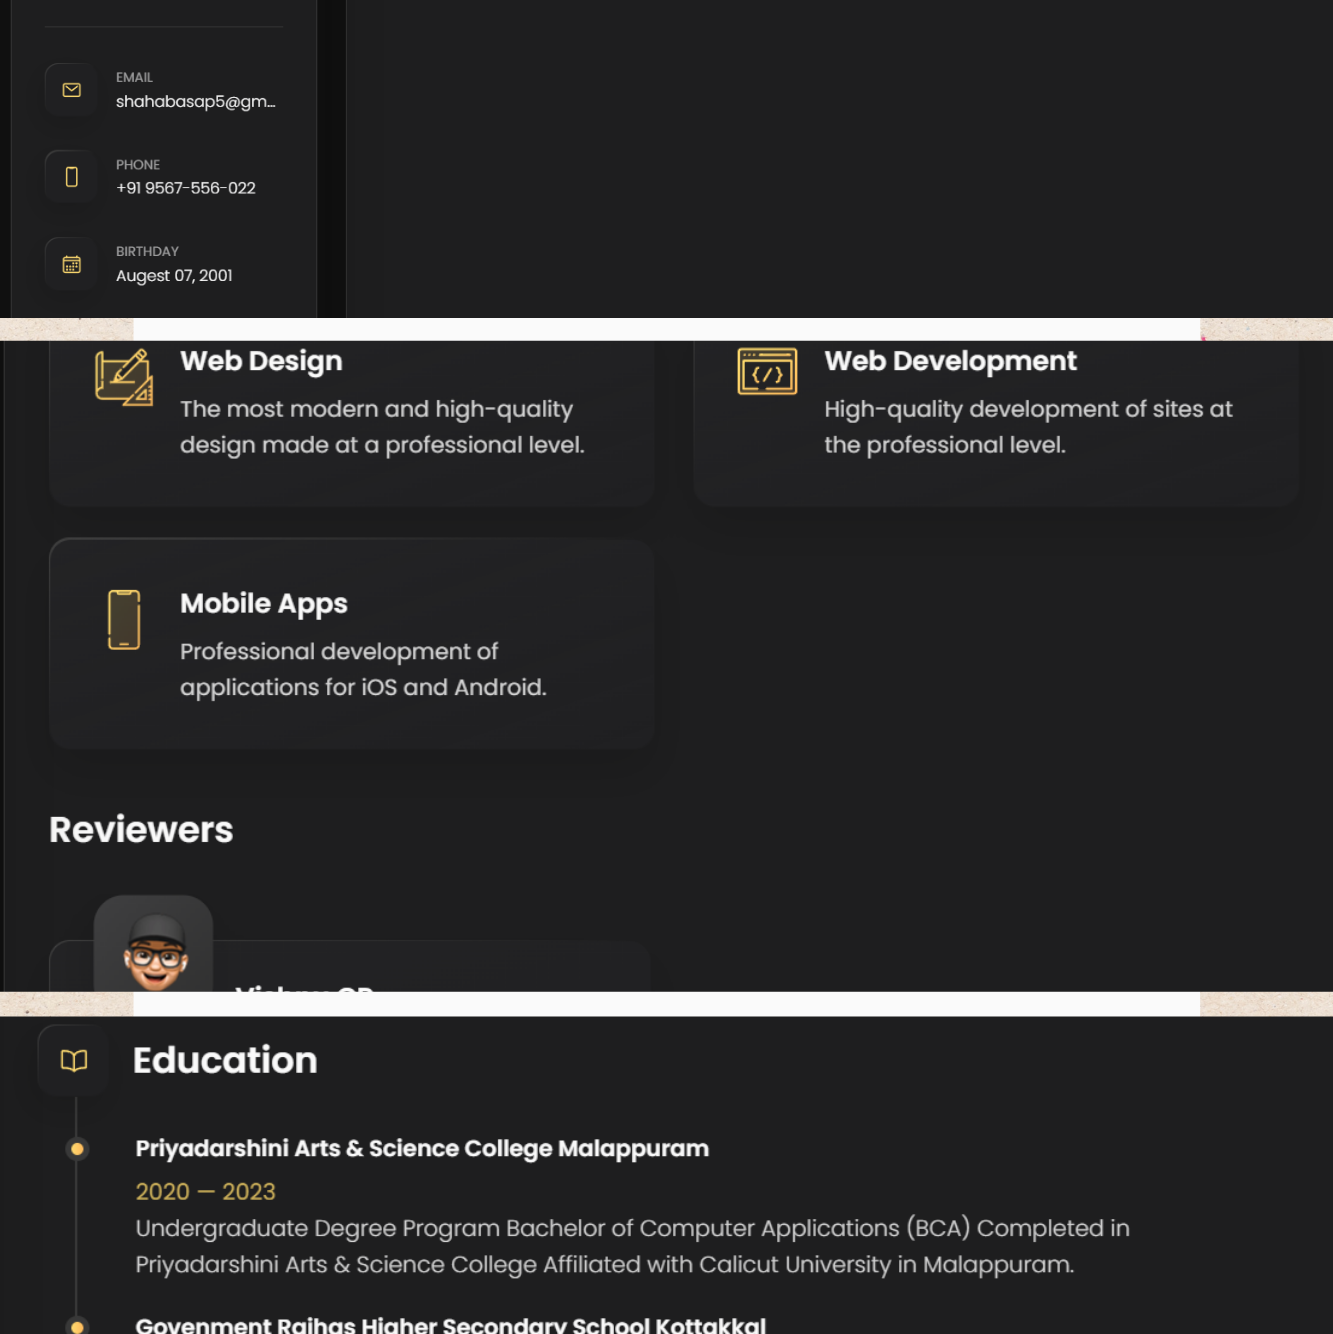 EMAIL
shahabasap5@gm...
PHONE
+91 9567-556-022
BIRTHDAY
Augest 07, 2001
Web Design
The most modern and high-quality
design made at a professional level.
Web Development
High-quality development of sites at
the professional level.
Mobile Apps
Professional development of
applications for iOS and Android.
Reviewers
Education
Priyadarshini Arts & Science College Malappuram
2020 — 2023
Undergraduate Degree Program Bachelor of Computer Applications (BCA) Completed in
Priyadarshini Arts & Science College Affiliated with Calicut University in Malappuram.
Govenment Rajhas Higher Secondary School Kottakkal